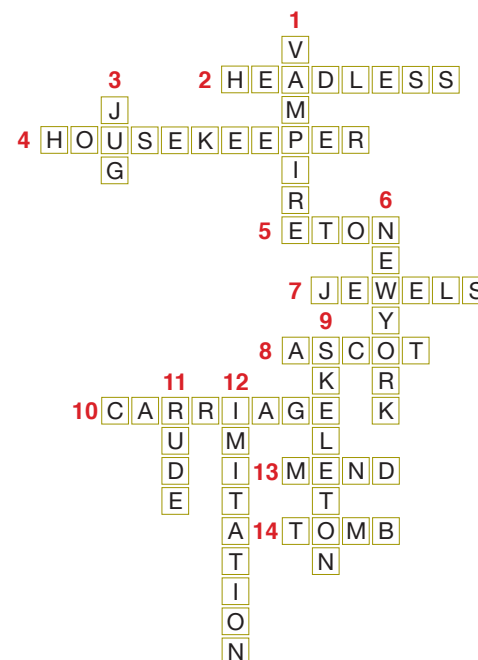 1
V
3 2 HEADLESS
J M
4 HOUSEKEEPER
G I
R 6
5 ETON
E
7 JEWELS
9 Y
8 ASCOT
11 12 K R
10 CARRIAGE K
U M L
D I 13 MEND
E T T
A 14 TOMB
T N
I
O
N